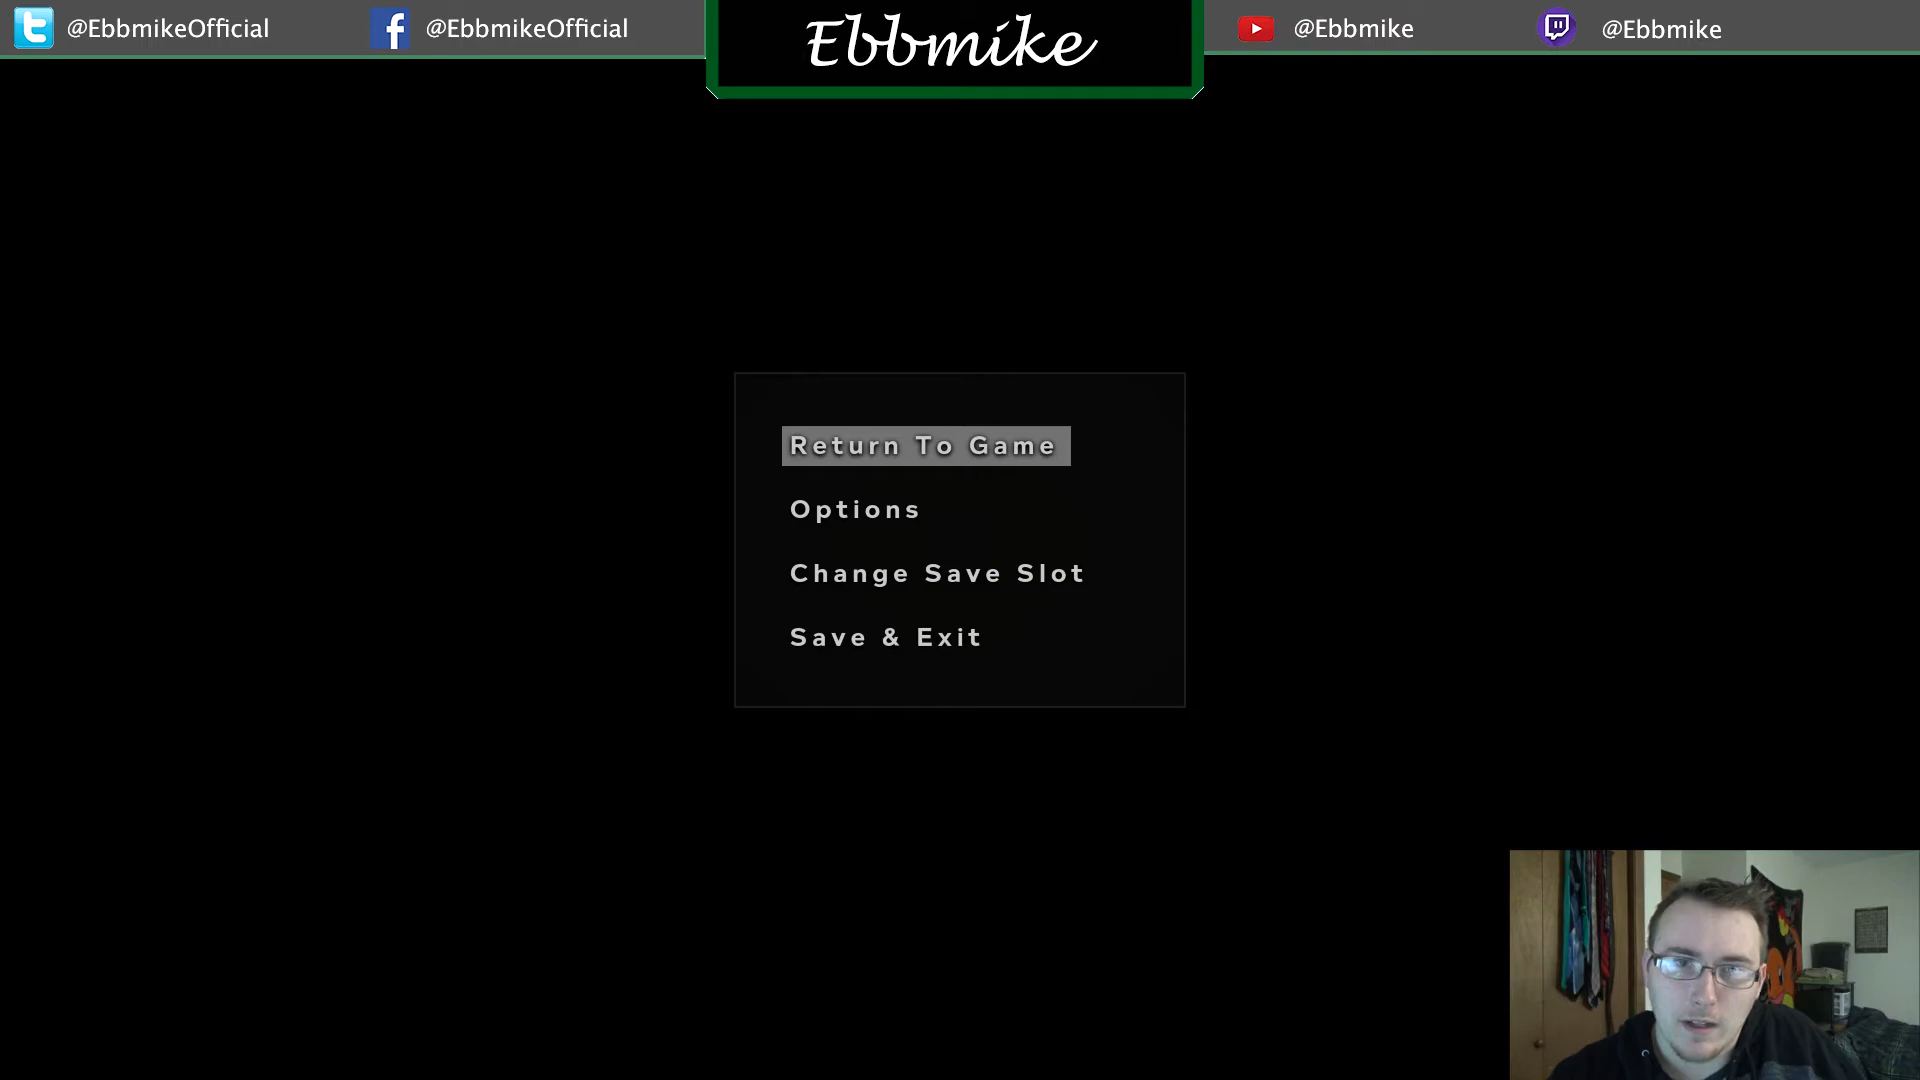 @EbbmikeOfficial
@EbbmikeOfficial
Ebbmike
@Ebbmike
@Ebbmike
Return To Game
Options
Change Save Slot
Save & Exit